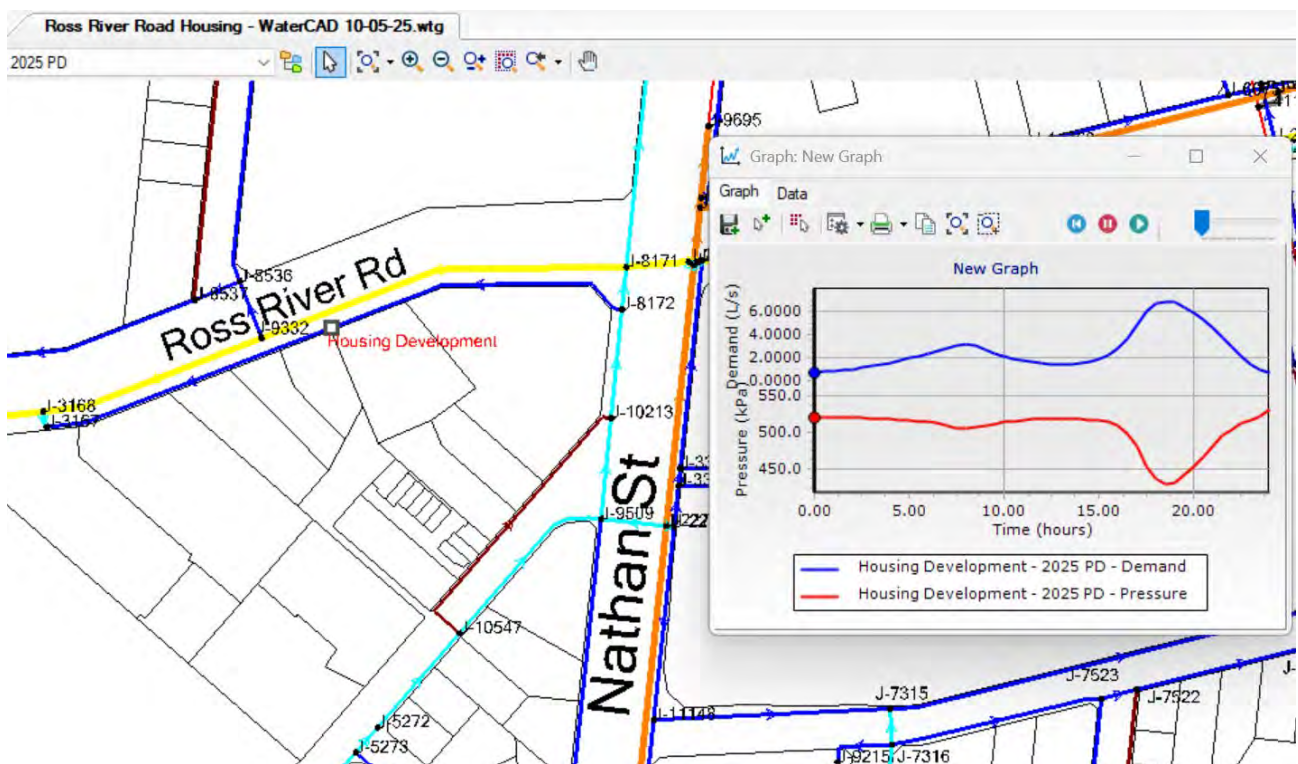 Ross River Road Housing - WaterCAD 10-05-25.wtg
2025 PD
J-9695
Graph: New Graph
Graph Data
New Graph
Demand (L/s)
6.0000
4.0000
2.0000
0.0000
Pressure (kPa)
550.0
500.0
450.0
0.00 5.00 10.00 15.00 20.00
Time (hours)
Housing Development - 2025 PD - Demand
Housing Development - 2025 PD - Pressure
J-8536
J-8537
Ross River Rd
J-8171
J-8172
J-9332
Housing Development
J-3168
J-3167
J-10213
Nathan St
J-9509
J-10547
J-5272
J-5273
J-11148
J-7315
J-7523
J-7522
J-9215
J-7316